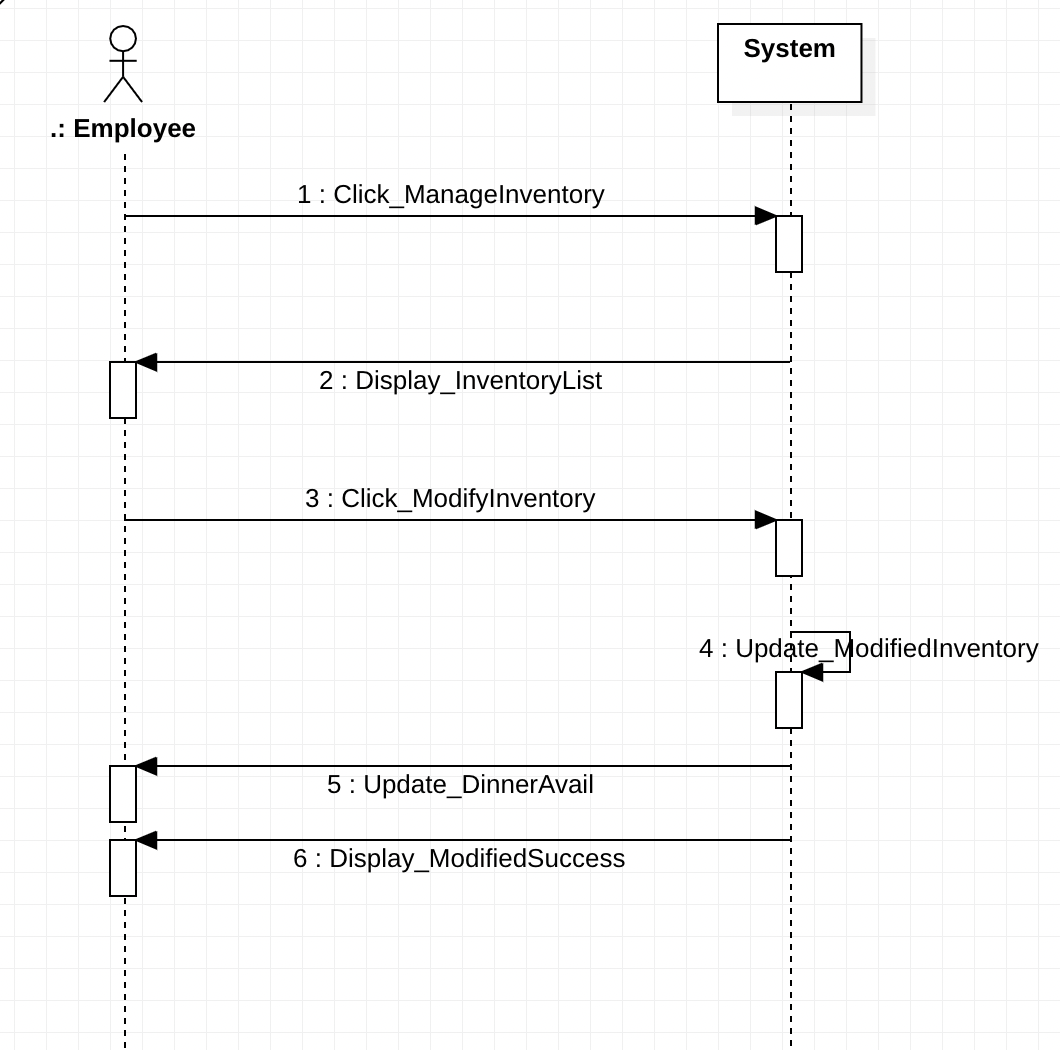 System
.: Employee
1 : Click_ManageInventory
2 : Display_InventoryList
3 : Click_ModifyInventory
4 : Update_ModifiedInventory
5 : Update_DinnerAvail
6 : Display_ModifiedSuccess